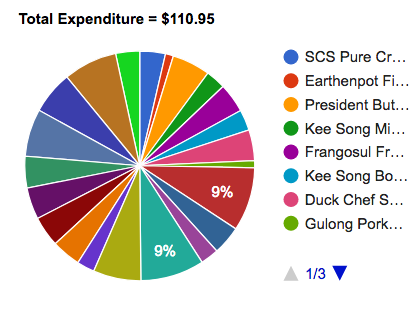 Total Expenditure = $110.95
SCS Pure Cr...
Earthenpot Fi...
President But...
Kee Song Mi...
Frangosul Fr...
Kee Song Bo...
Duck Chef S...
Gulong Pork...
9%
9%
1/3